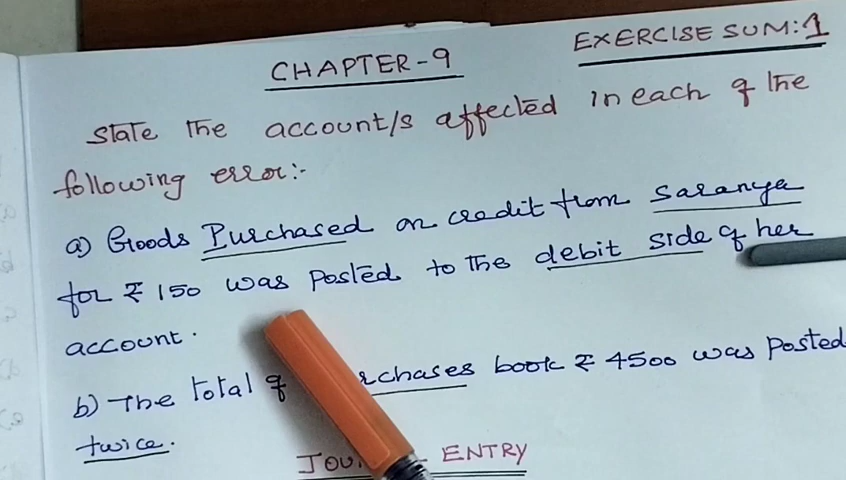 CHAPTER-9
EXERCISE SUM:1
State the account/s affected in each of the
following error:-
a) Goods Purchased on credit from Saranya
for ₹ 150 was posted to the debit side of her
account.
b) The total of book ₹ 4500 was posted
twice.
ENTRY